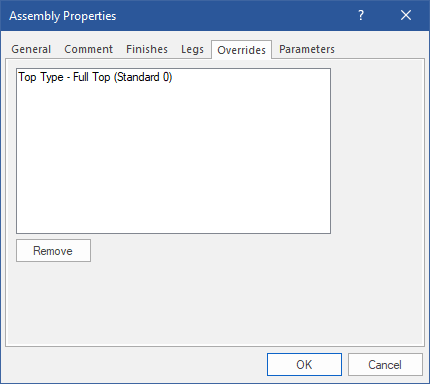 Assembly Properties ?
General Comment Finishes Legs Overrides Parameters
Top Type - Full Top (Standard 0)
Remove
OK Cancel